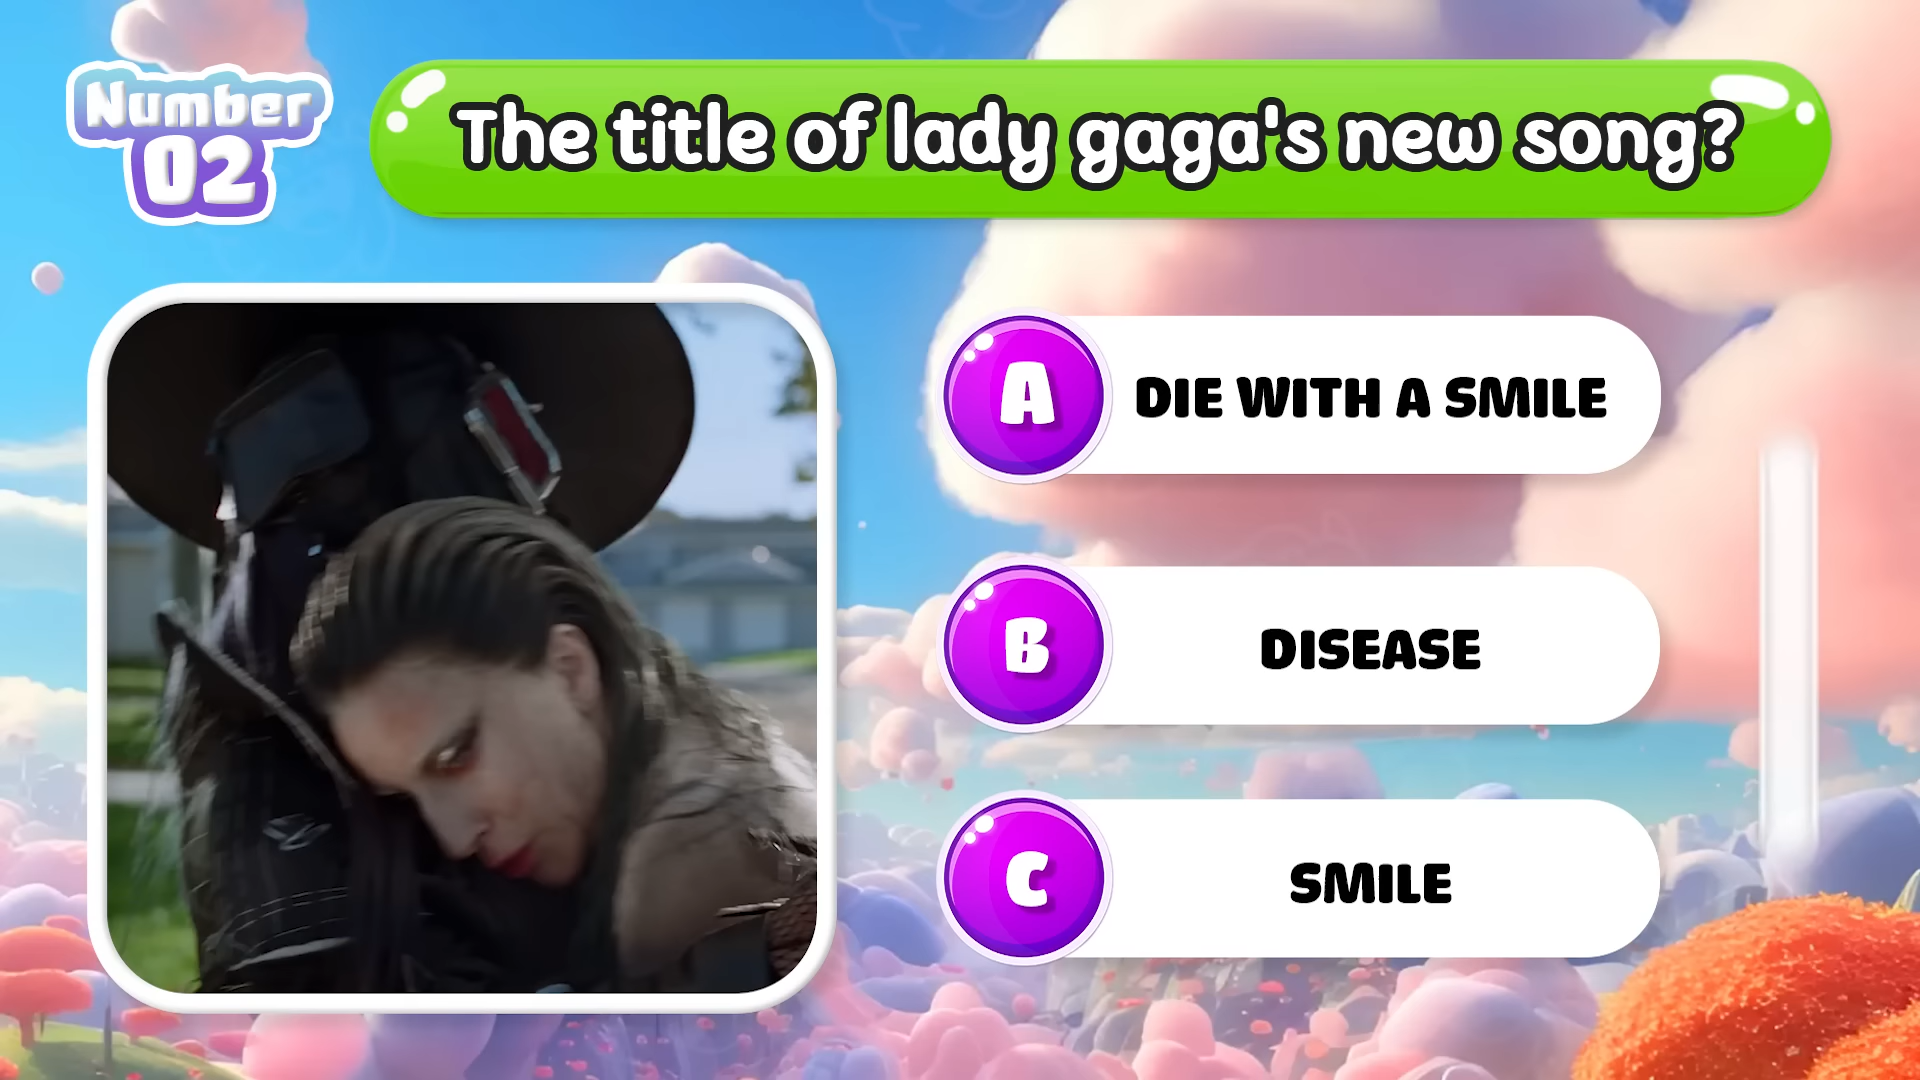 Number
02
The title of lady gaga's new song?
A
DIE WITH A SMILE
B
DISEASE
C
SMILE